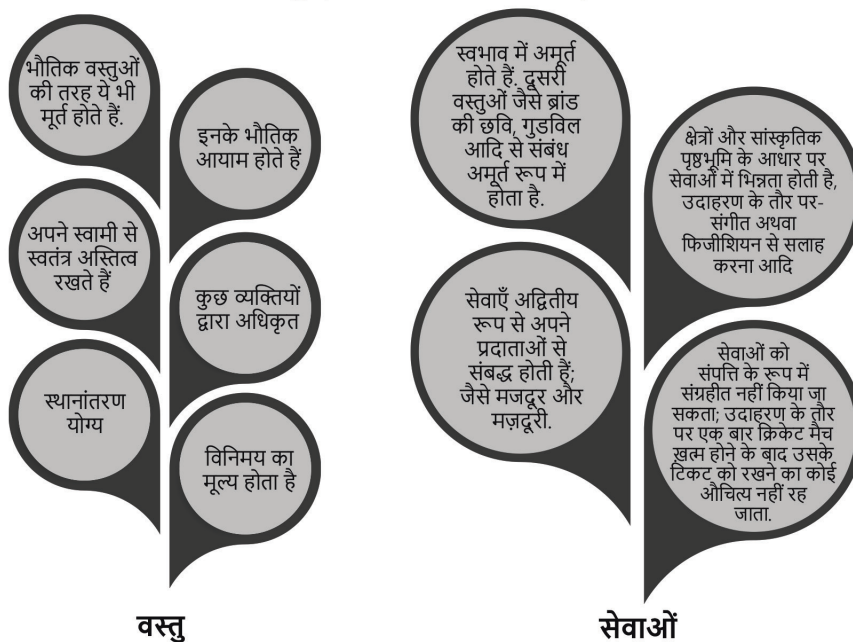 भौतिक वस्तुओं
की तरह ये भी
मूर्त होते हैं.
इनके भौतिक
आयाम होते हैं
अपने स्वामी से
स्वतंत्र अस्तित्व
रखते हैं
कुछ व्यक्तियों
द्वारा अधिकृत
स्थानांतरण
योग्य
विनिमय का
मूल्य होता है
वस्तु
स्वभाव में अमूर्त
होते हैं. दूसरी
वस्तुओं जैसे ब्रांड
की छवि, गुडविल
आदि से संबंध
अमूर्त रूप में
होता है.
क्षेत्रों और सांस्कृतिक
पृष्ठभूमि के आधार पर
सेवाओं में भिन्नता होती है,
उदाहरण के तौर पर-
संगीत अथवा
फिजीशियन से सलाह
करना आदि
सेवाएँ अद्वितीय
रूप से अपने
प्रदाताओं से
संबद्ध होती हैं;
जैसे मजदूर और
मज़दूरी.
सेवाओं को
संपत्ति के रूप में
संग्रहीत नहीं किया जा
सकता; उदाहरण के तौर
पर एक बार क्रिकेट मैच
ख़त्म होने के बाद उसके
टिकट को रखने का कोई
औचित्य नहीं रह
जाता.
सेवाओं